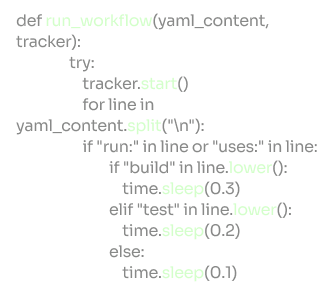 def run_workflow(yaml_content,
tracker):
try:
tracker.start()
for line in
yaml_content.split("\n"):
if "run:" in line or "uses:" in line:
if "build" in line.lower():
time.sleep(0.3)
elif "test" in line.lower():
time.sleep(0.2)
else:
time.sleep(0.1)